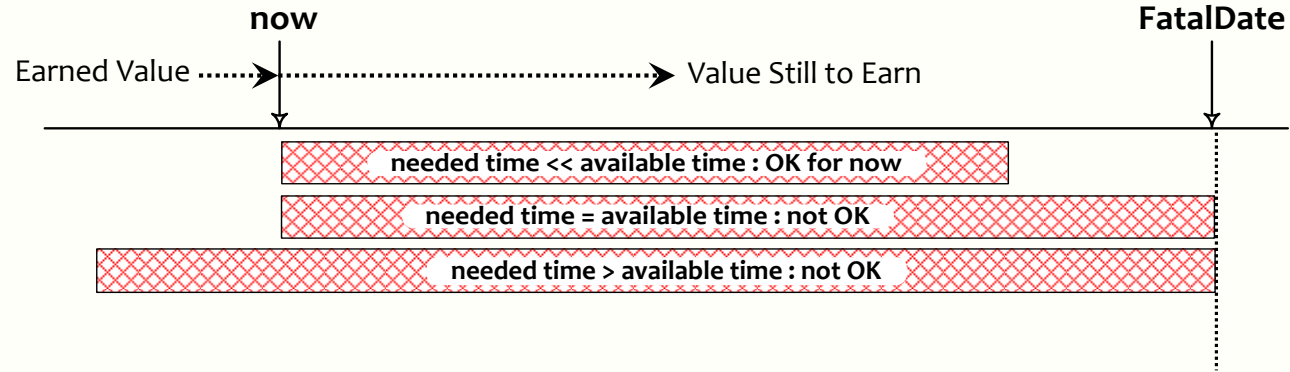 now
FatalDate
Earned Value
Value Still to Earn
needed time << available time : OK for now
needed time = available time : not OK
needed time > available time : not OK